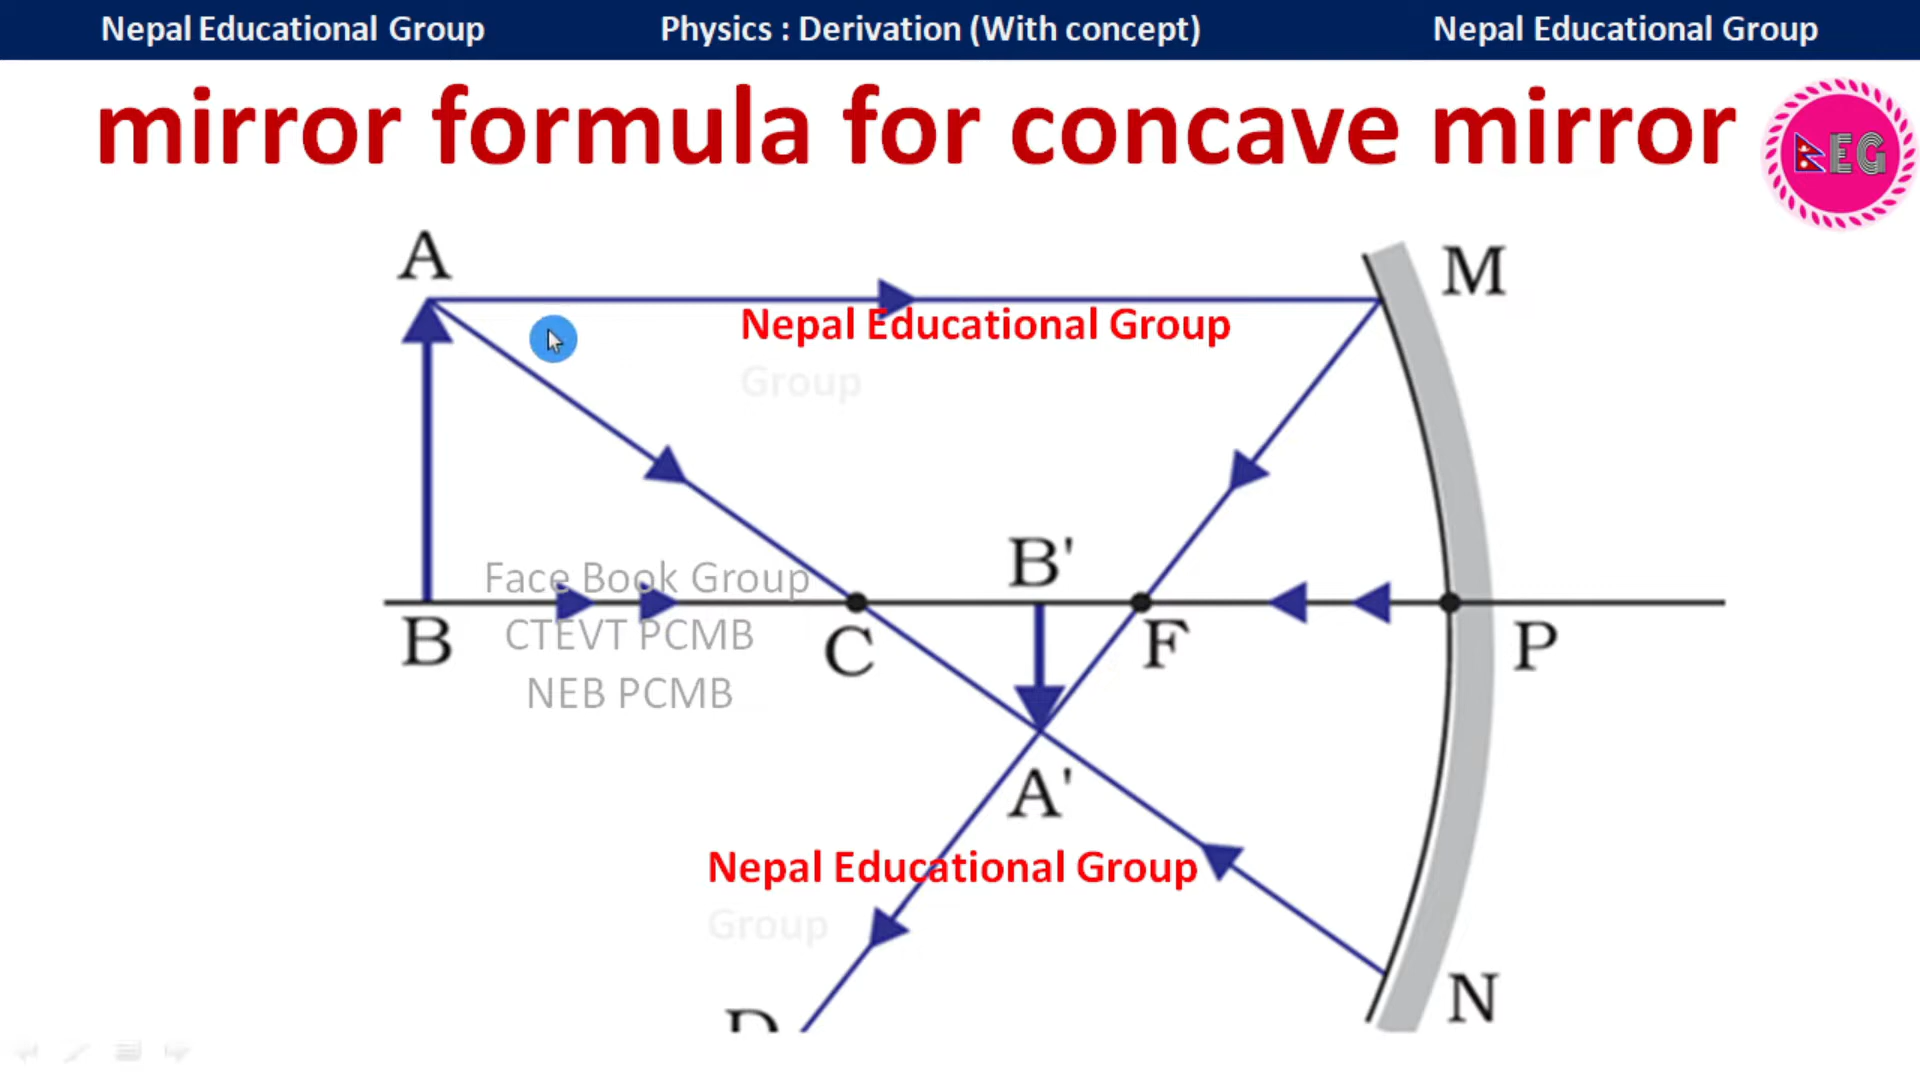 Nepal Educational Group Physics : Derivation (With concept) Nepal Educational Group
mirror formula for concave mirror
EG
A
M
Nepal Educational Group
Group
B'
Face Book Group
B
C
F
P
CTEVT PCMB
NEB PCMB
A'
Nepal Educational Group
Group
N
D